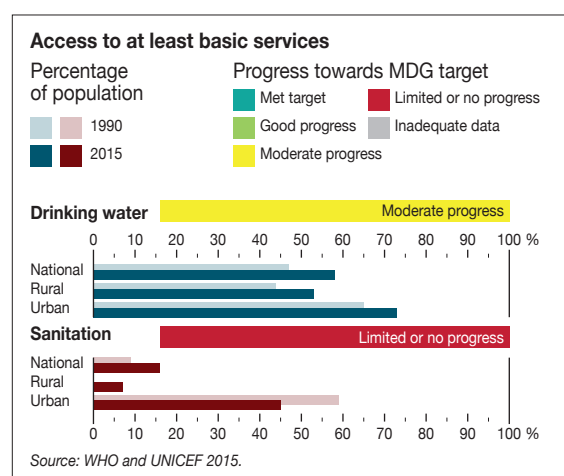 Access to at least basic services
Percentage
of population
1990
2015
Progress towards MDG target
Met target
Good progress
Moderate progress
Limited or no progress
Inadequate data
Drinking water
Moderate progress
0 10 20 30 40 50 60 70 80 90 100 %
National
Rural
Urban
Sanitation
Limited or no progress
National
Rural
Urban
0 10 20 30 40 50 60 70 80 90 100 %
Source: WHO and UNICEF 2015.